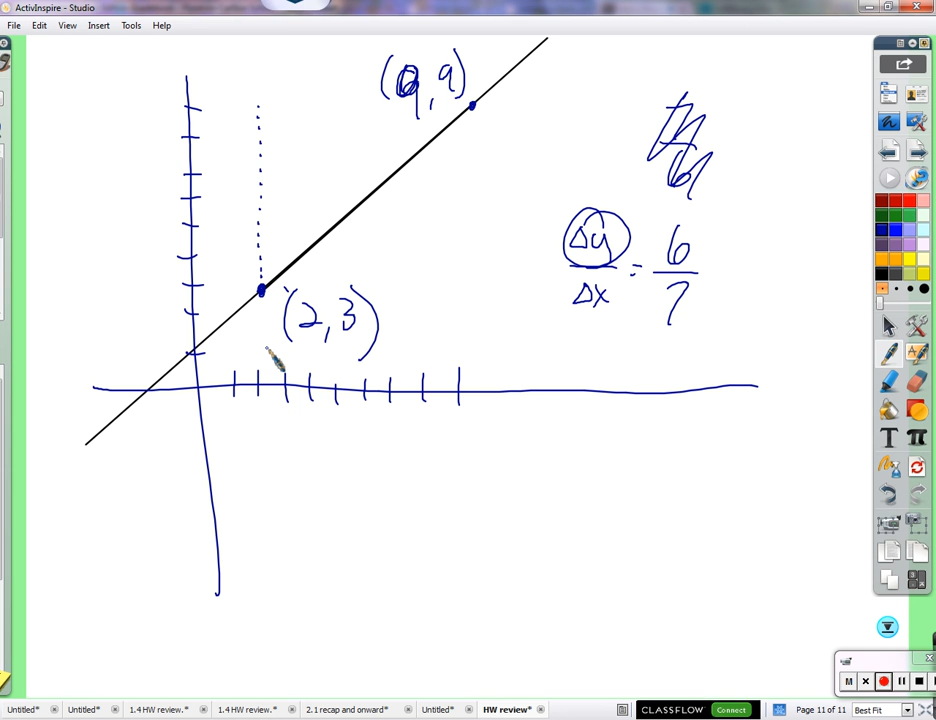 ActivInspire - Studio
File Edit View Insert Tools Help
(9, 9)
(2, 3)
Δy
Δx
=
6
7
M
Untitled* 1.4 HW review.* 1.4 HW review.* 2.1 recap and onward* Untitled* HW review*
CLASSFLOW Connect
Page 11 of 11
Best Fit